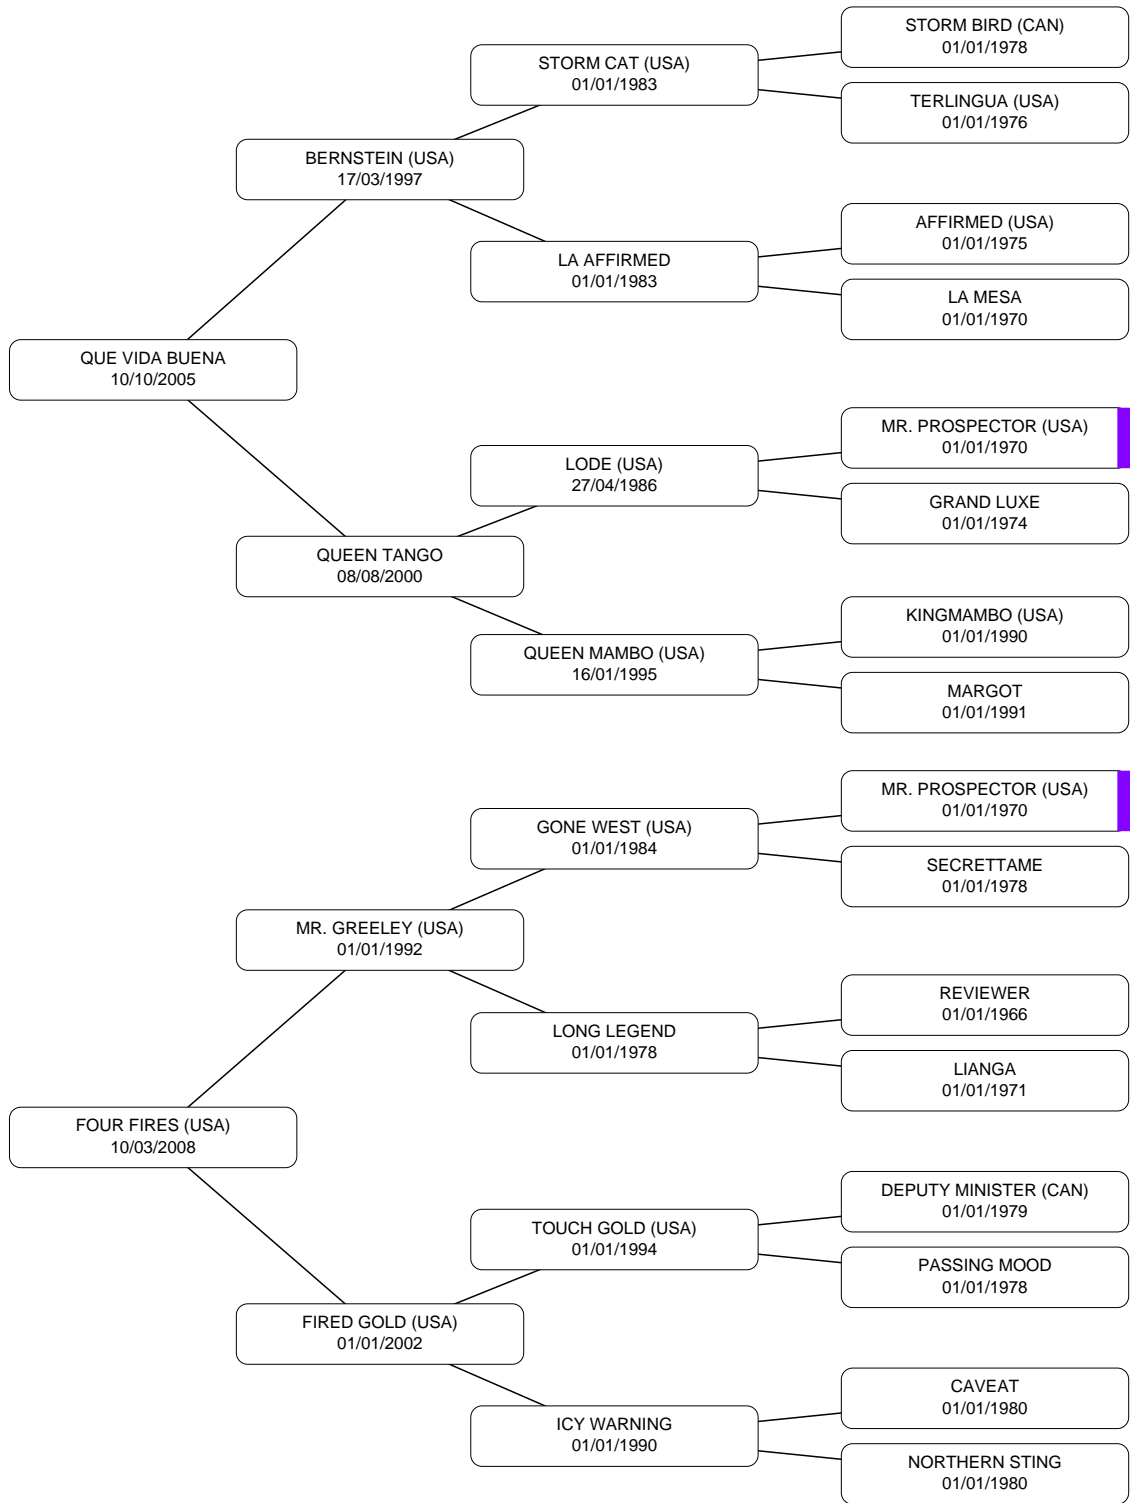 STORM BIRD (CAN)
01/01/1978
STORM CAT (USA)
01/01/1983
TERLINGUA (USA)
01/01/1976
BERNSTEIN (USA)
17/03/1997
AFFIRMED (USA)
01/01/1975
LA AFFIRMED
01/01/1983
LA MESA
01/01/1970
QUE VIDA BUENA
10/10/2005
MR. PROSPECTOR (USA)
01/01/1970
LODE (USA)
27/04/1986
GRAND LUXE
01/01/1974
QUEEN TANGO
08/08/2000
KINGMAMBO (USA)
01/01/1990
QUEEN MAMBO (USA)
16/01/1995
MARGOT
01/01/1991
MR. PROSPECTOR (USA)
01/01/1970
GONE WEST (USA)
01/01/1984
SECRETTAME
01/01/1978
MR. GREELEY (USA)
01/01/1992
REVIEWER
01/01/1966
LONG LEGEND
01/01/1978
LIANGA
01/01/1971
FOUR FIRES (USA)
10/03/2008
DEPUTY MINISTER (CAN)
01/01/1979
TOUCH GOLD (USA)
01/01/1994
PASSING MOOD
01/01/1978
FIRED GOLD (USA)
01/01/2002
CAVEAT
01/01/1980
ICY WARNING
01/01/1990
NORTHERN STING
01/01/1980